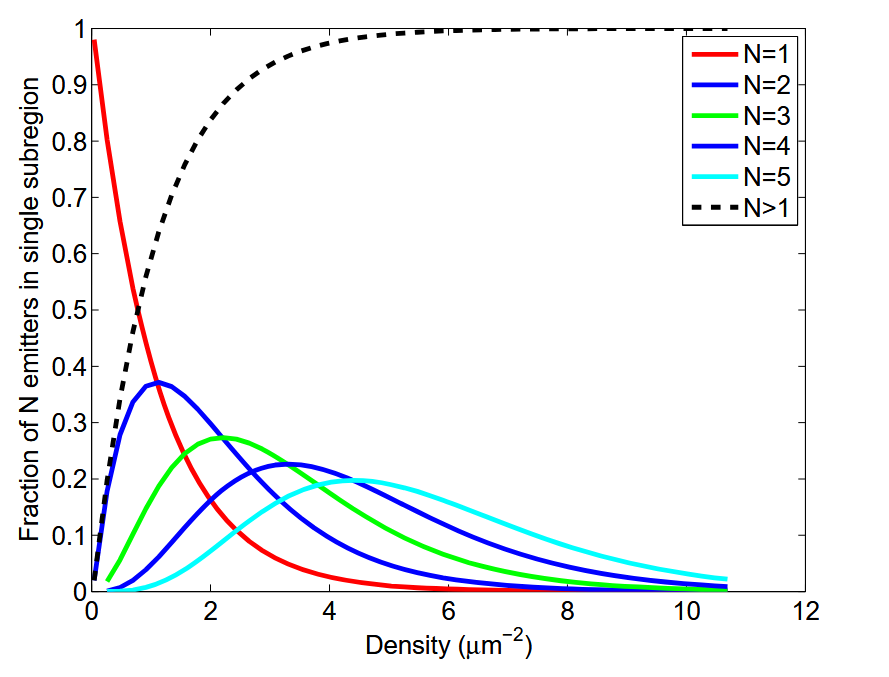 Fraction of N emitters in single subregion
1
0.9
0.8
0.7
0.6
0.5
0.4
0.3
0.2
0.1
0
0 2 4 6 8 10 12
Density (μm⁻²)
N=1
N=2
N=3
N=4
N=5
N>1